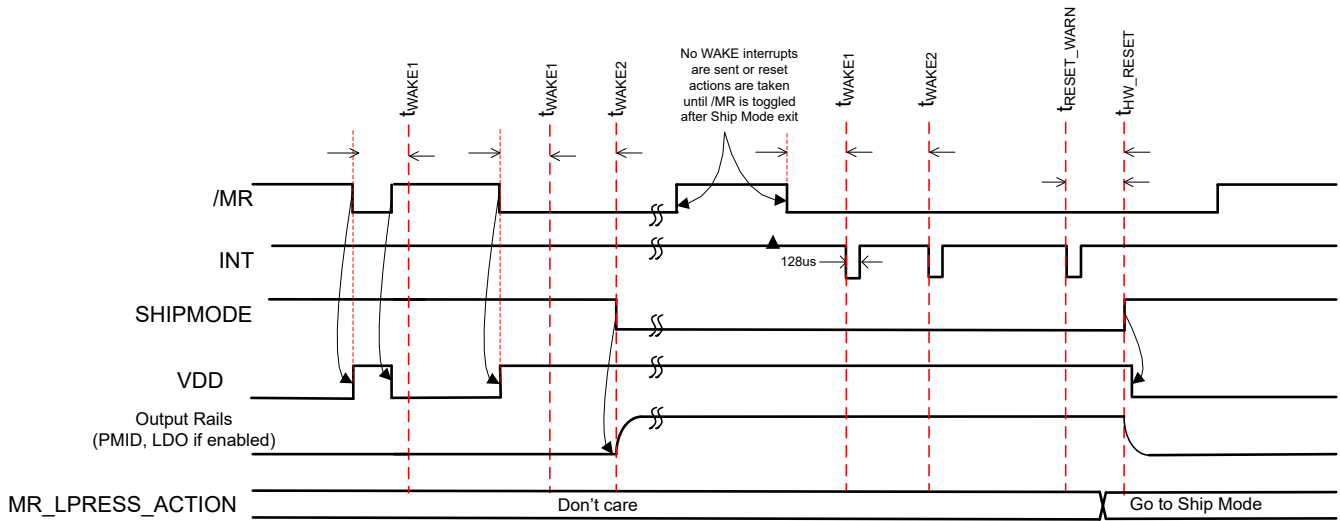 tWAKE1
tWAKE1
tWAKE2
No WAKE interrupts
are sent or reset
actions are taken
until /MR is toggled
after Ship Mode exit
tWAKE1
tWAKE2
tRESET_WARN
tHW_RESET
/MR
INT
128us
SHIPMODE
VDD
Output Rails
(PMID, LDO if enabled)
MR_LPRESS_ACTION
Don't care
Go to Ship Mode